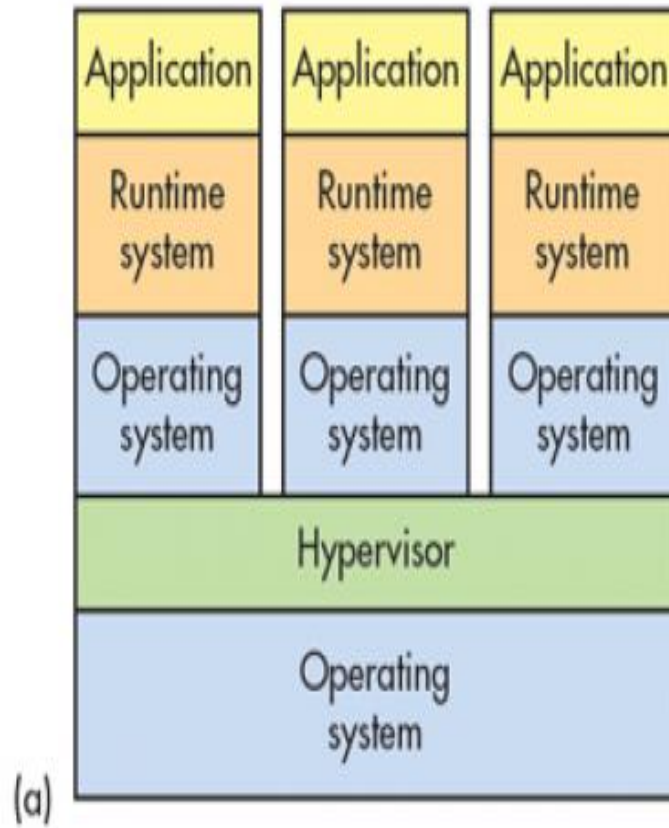 Application Application Application
Runtime Runtime Runtime
system system system
Operating Operating Operating
system system system
Hypervisor
Operating
system
(a)